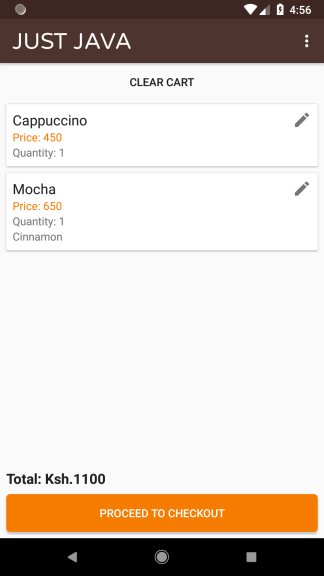 4:56
JUST JAVA
CLEAR CART
Cappuccino
Price: 450
Quantity: 1
Mocha
Price: 650
Quantity: 1
Cinnamon
Total: Ksh.1100
PROCEED TO CHECKOUT